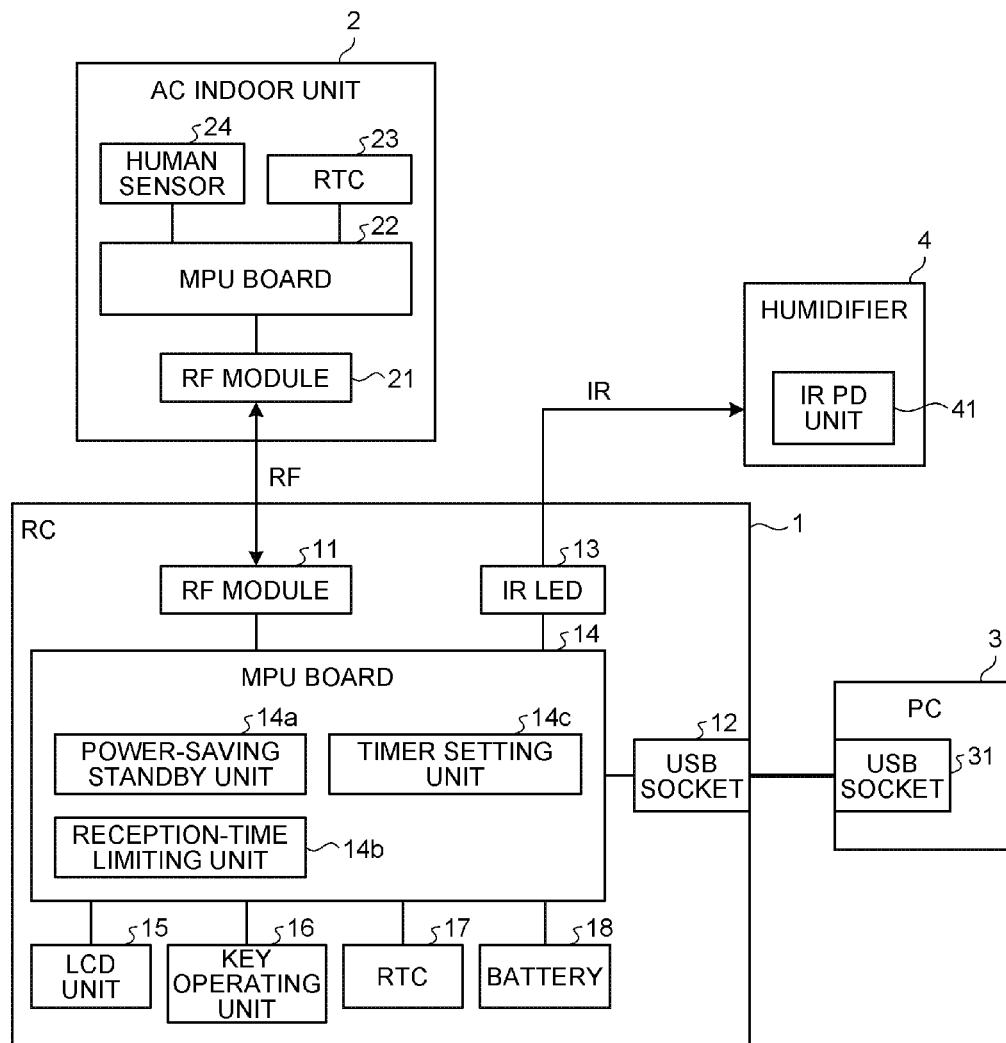 2
AC INDOOR UNIT
24
HUMAN
SENSOR
23
RTC
22
MPU BOARD
RF MODULE
21
RF
4
HUMIDIFIER
IR PD
UNIT
41
IR
RC
1
11
RF MODULE
13
IR LED
14
MPU BOARD
14a
POWER-SAVING
STANDBY UNIT
14c
TIMER SETTING
UNIT
RECEPTION-TIME
LIMITING UNIT
14b
12
USB
SOCKET
3
PC
USB
SOCKET
31
15
LCD
UNIT
16
KEY
OPERATING
UNIT
17
RTC
18
BATTERY